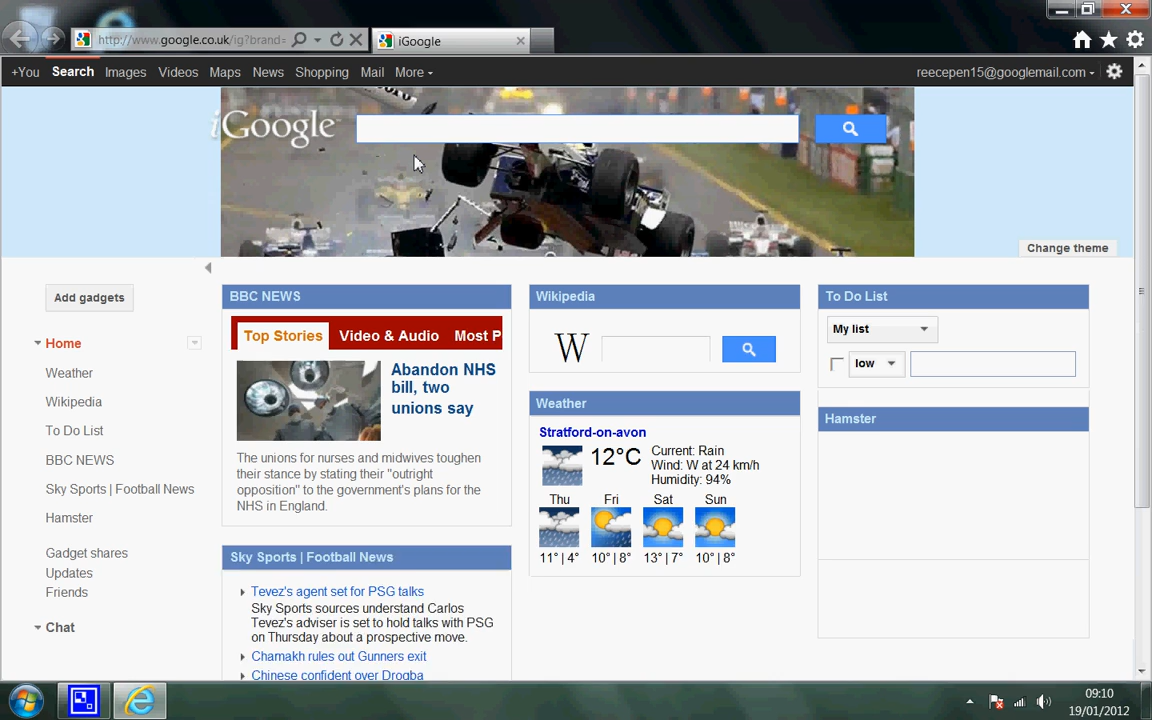 http://www.google.co.uk/ig?brand=
iGoogle
+You Search Images Videos Maps News Shopping Mail More
reecepen15@googlemail.com
iGoogle
Change theme
Add gadgets
Home
Weather
Wikipedia
To Do List
BBC NEWS
Sky Sports | Football News
Hamster
Gadget shares
Updates
Friends
Chat
BBC NEWS
Top Stories Video & Audio Most P
Abandon NHS
bill, two
unions say
The unions for nurses and midwives toughen
their stance by stating their "outright
opposition" to the government's plans for the
NHS in England.
Sky Sports | Football News
Tevez's agent set for PSG talks
Sky Sports sources understand Carlos
Tevez's adviser is set to hold talks with PSG
on Thursday about a prospective move.
Chamakh rules out Gunners exit
Chinese confident over Drogba
Wikipedia
W
Weather
Stratford-on-avon
12°C
Current: Rain
Wind: W at 24 km/h
Humidity: 94%
Thu Fri Sat Sun
11° | 4° 10° | 8° 13° | 7° 10° | 8°
To Do List
My list
low
Hamster
09:10
19/01/2012